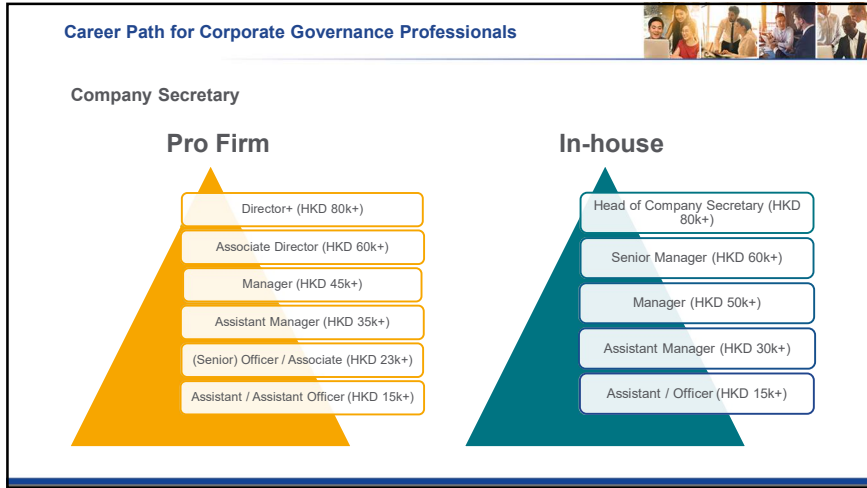 Career Path for Corporate Governance Professionals
Company Secretary
Pro Firm
Director+ (HKD 80k+)
Associate Director (HKD 60k+)
Manager (HKD 45k+)
Assistant Manager (HKD 35k+)
(Senior) Officer / Associate (HKD 23k+)
Assistant / Assistant Officer (HKD 15k+)
In-house
Head of Company Secretary (HKD
80k+)
Senior Manager (HKD 60k+)
Manager (HKD 50k+)
Assistant Manager (HKD 30k+)
Assistant / Officer (HKD 15k+)